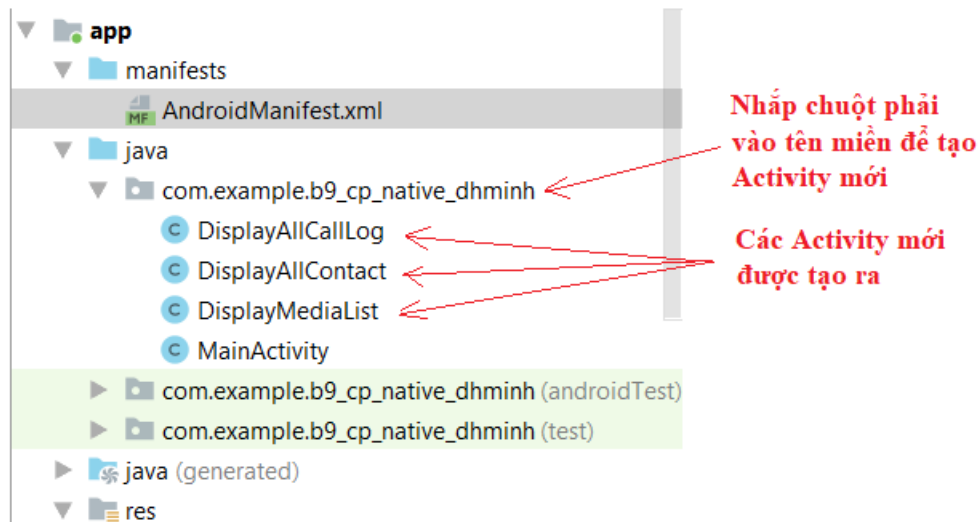 app
manifests
MF AndroidManifest.xml
java
com.example.b9_cp_native_dhminh
C DisplayAllCallLog
C DisplayAllContact
C DisplayMediaList
C MainActivity
com.example.b9_cp_native_dhminh (androidTest)
com.example.b9_cp_native_dhminh (test)
java (generated)
res
Nhắp chuột phải
vào tên miền để tạo
Activity mới
Các Activity mới
được tạo ra